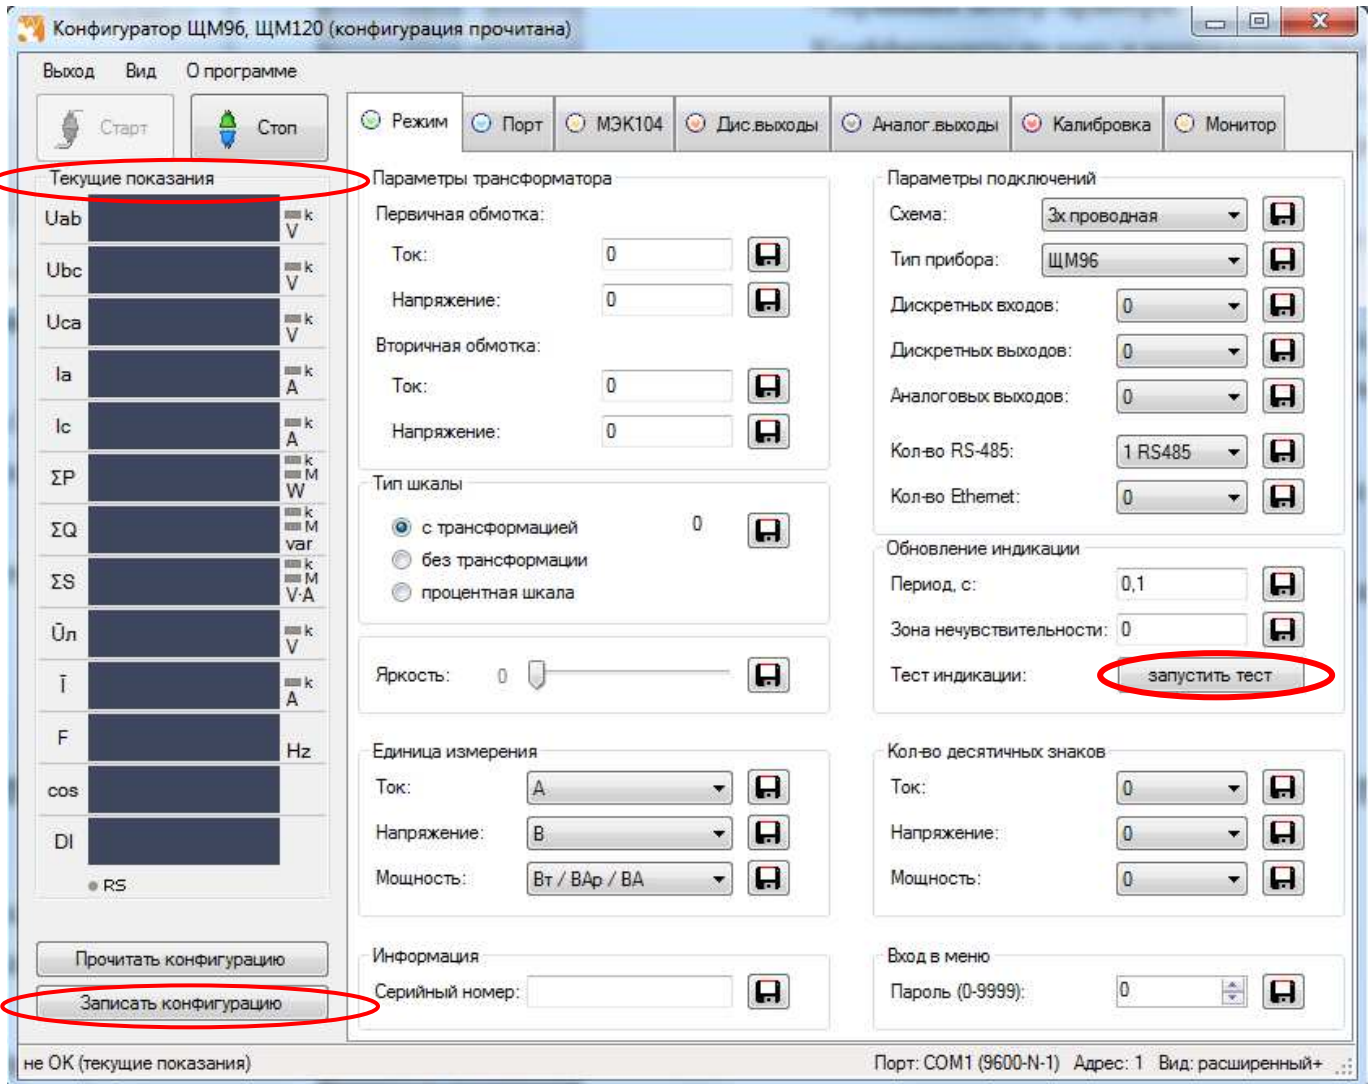 Конфигуратор ЩМ96, ЩМ120 (конфигурация прочитана)
Выход Вид О программе
Старт Стоп
Режим Порт МЭК104 Дис.выходы Аналог.выходы Калибровка Монитор
Текущие показания
Uab k V
Ubc k V
Uca k V
Ia k A
Ic k A
ΣP k M W
ΣQ k M var
ΣS k M V·A
Ūл k V
Ī k A
F Hz
cos
DI
RS
Прочитать конфигурацию
Записать конфигурацию
Параметры трансформатора
Первичная обмотка:
Ток: 0
Напряжение: 0
Вторичная обмотка:
Ток: 0
Напряжение: 0
Тип шкалы
с трансформацией 0
без трансформации
процентная шкала
Яркость: 0
Единица измерения
Ток: А
Напряжение: В
Мощность: Вт / ВАр / ВА
Информация
Серийный номер:
Параметры подключений
Схема: 3х проводная
Тип прибора: ЩМ96
Дискретных входов: 0
Дискретных выходов: 0
Аналоговых выходов: 0
Кол-во RS-485: 1 RS485
Кол-во Ethernet: 0
Обновление индикации
Период, с: 0,1
Зона нечувствительности: 0
Тест индикации: запустить тест
Кол-во десятичных знаков
Ток: 0
Напряжение: 0
Мощность: 0
Вход в меню
Пароль (0-9999): 0
не ОК (текущие показания) Порт: COM1 (9600-N-1) Адрес: 1 Вид: расширенный+